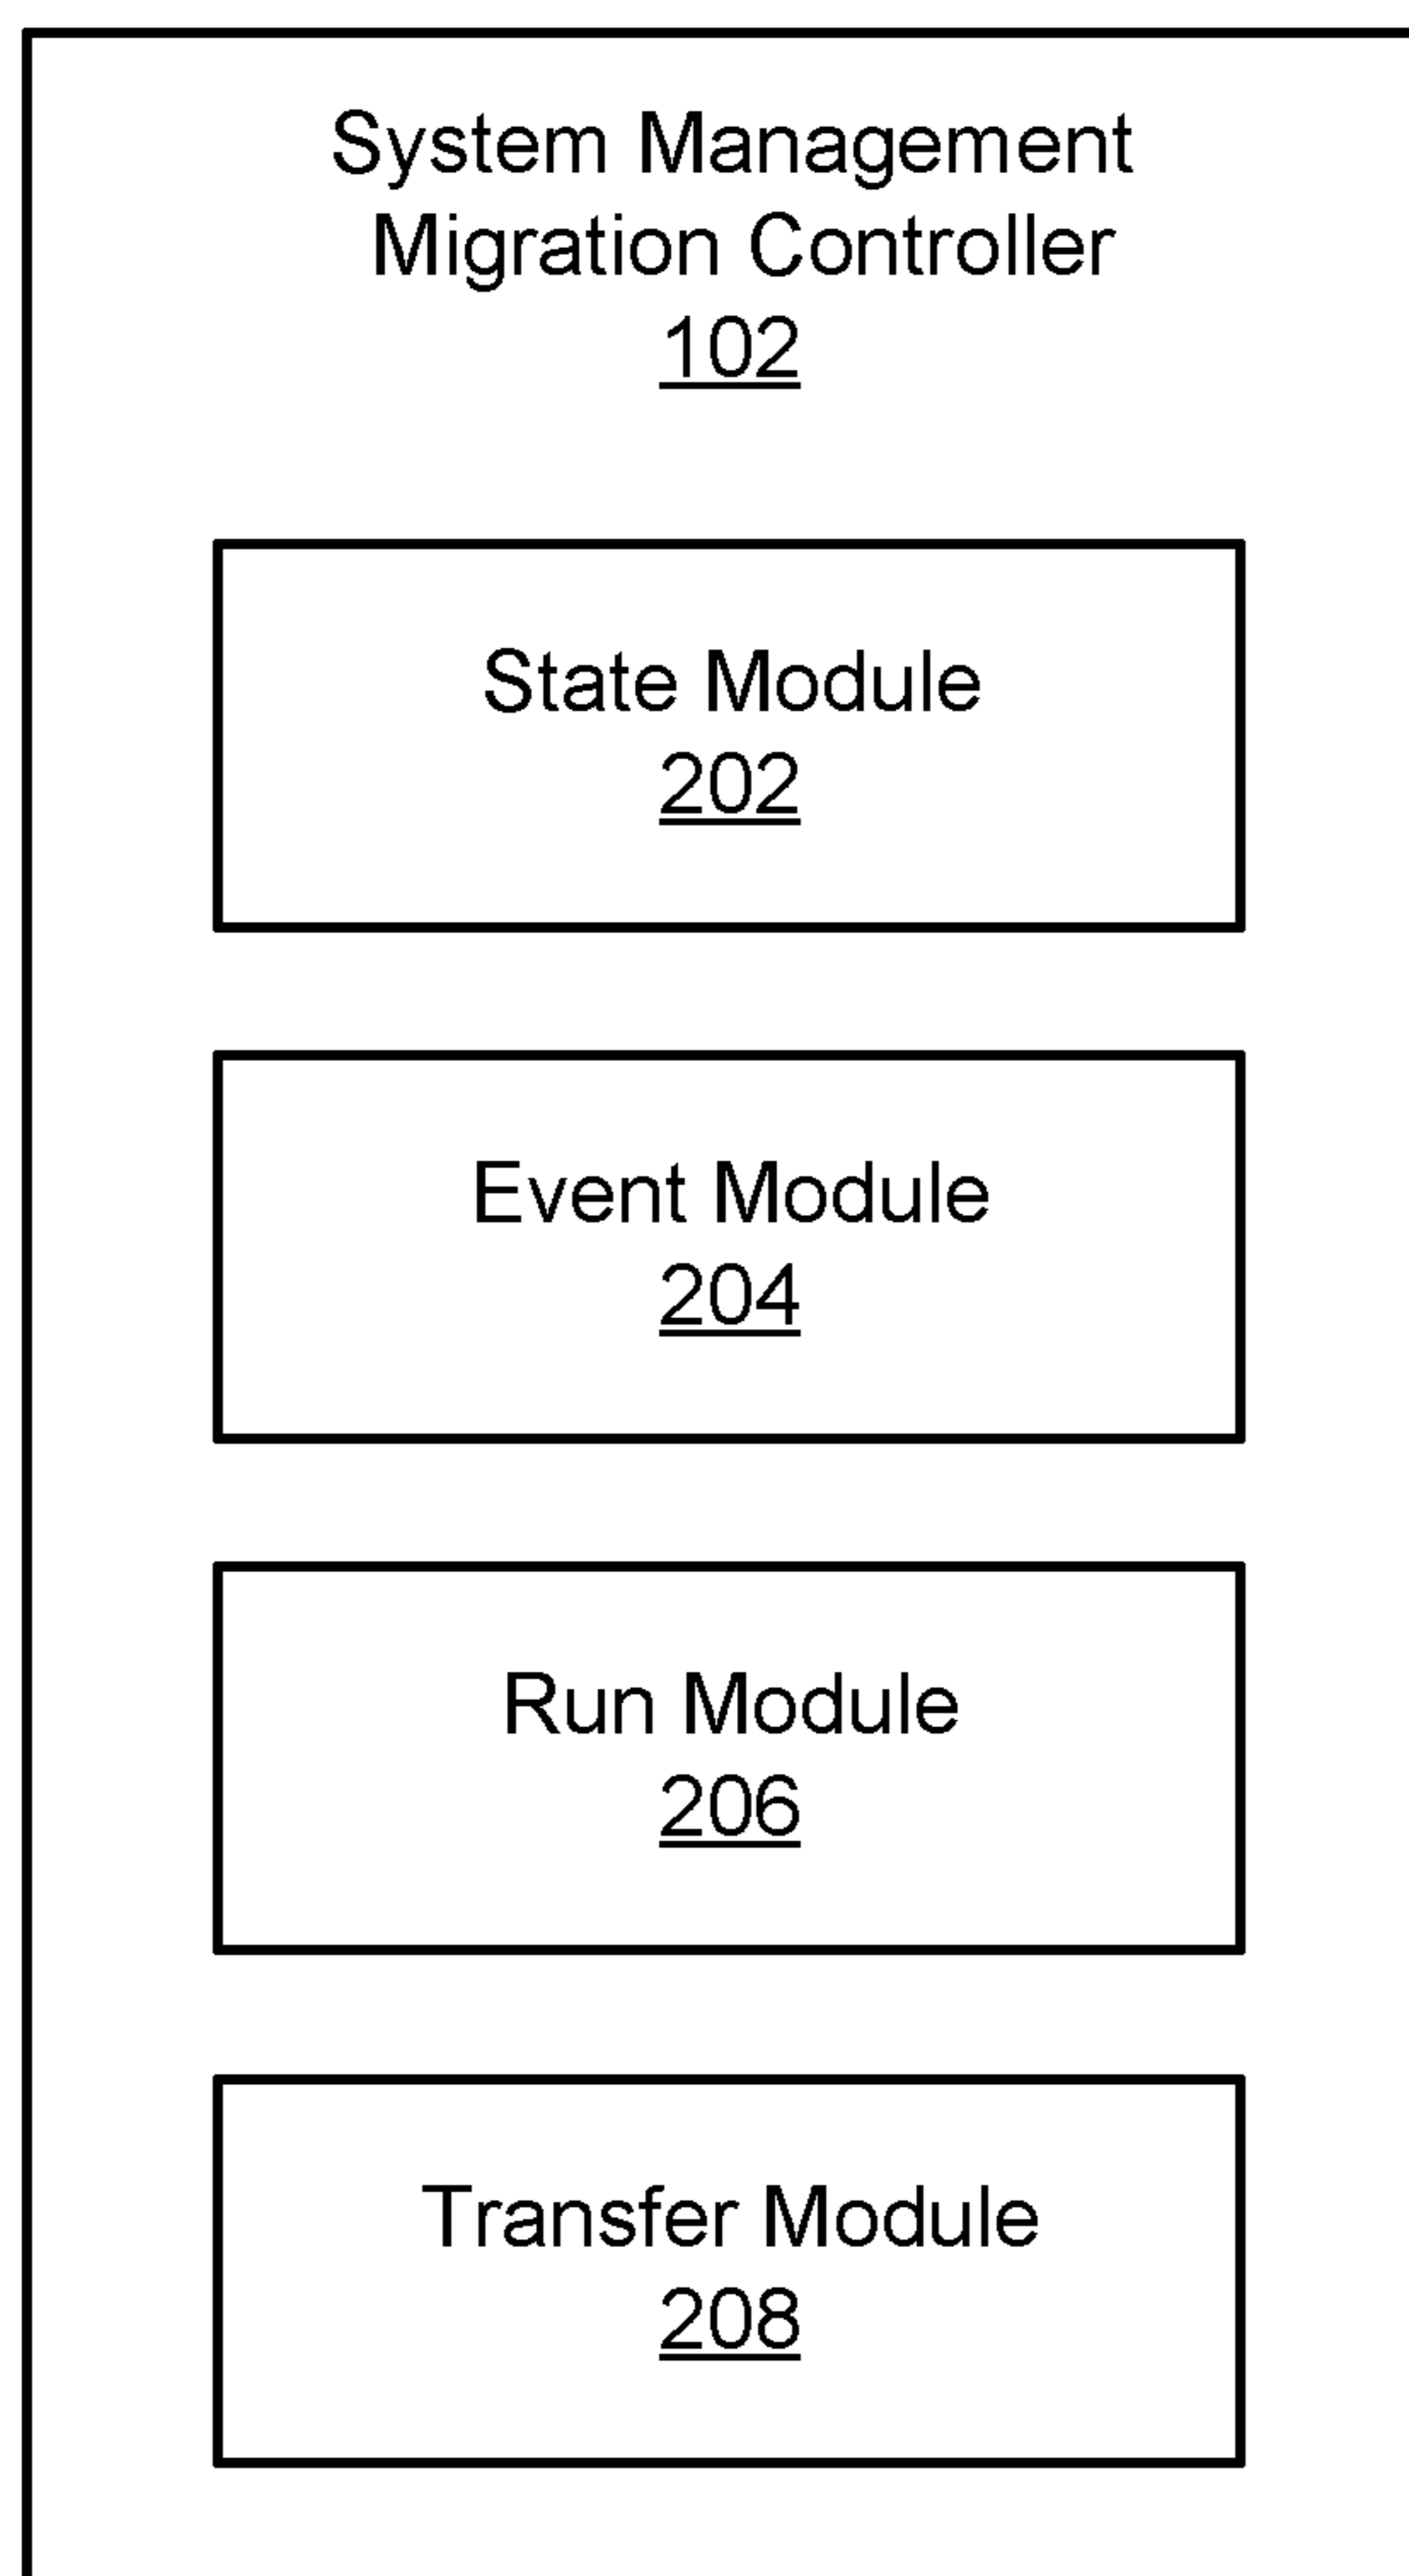 System Management
Migration Controller
102
State Module
202
Event Module
204
Run Module
206
Transfer Module
208